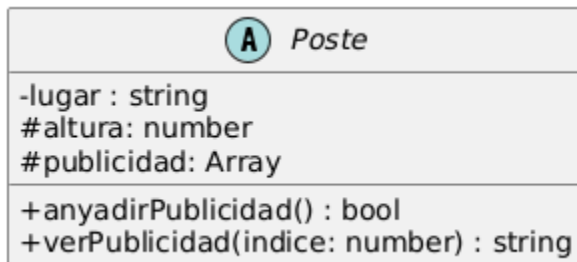 A Poste
-lugar : string
#altura: number
#publicidad: Array
+anyadirPublicidad() : bool
+verPublicidad(indice: number) : string